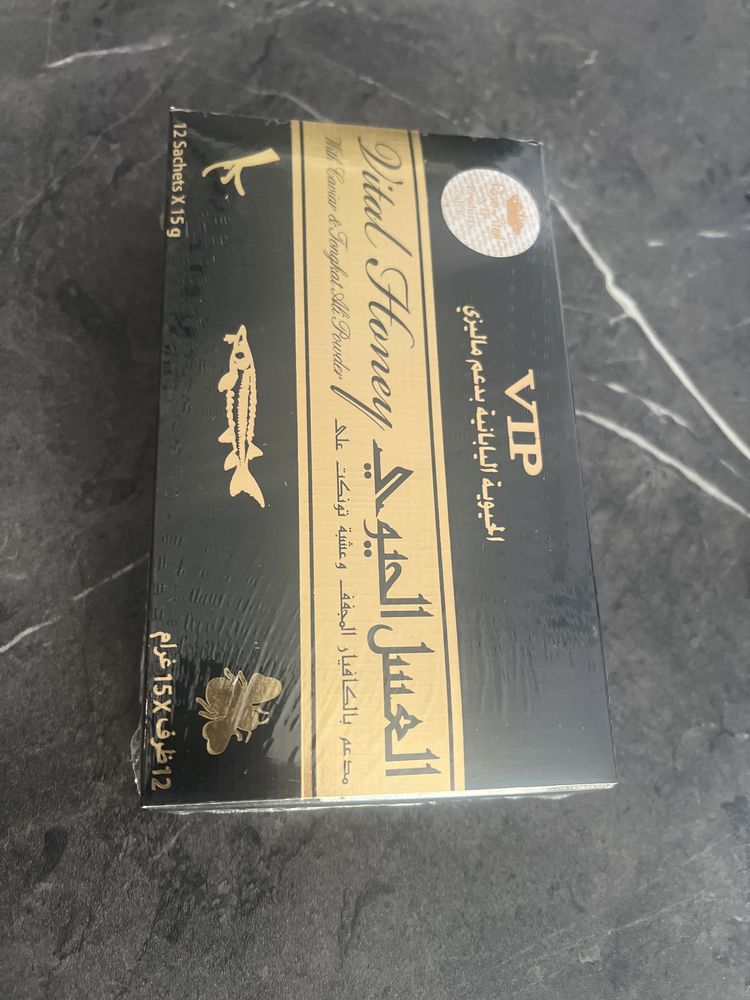 VIP
الحيوية اليابانية بدعم ماليزي
Vital Honey
العسل الحيوي
With Caviar & Tongkat Ali Powder
مدعم بالكافيار المجفف وعشبة تونكت علي
12 Sachets X 15 g
12 ظرف X 15 غرام